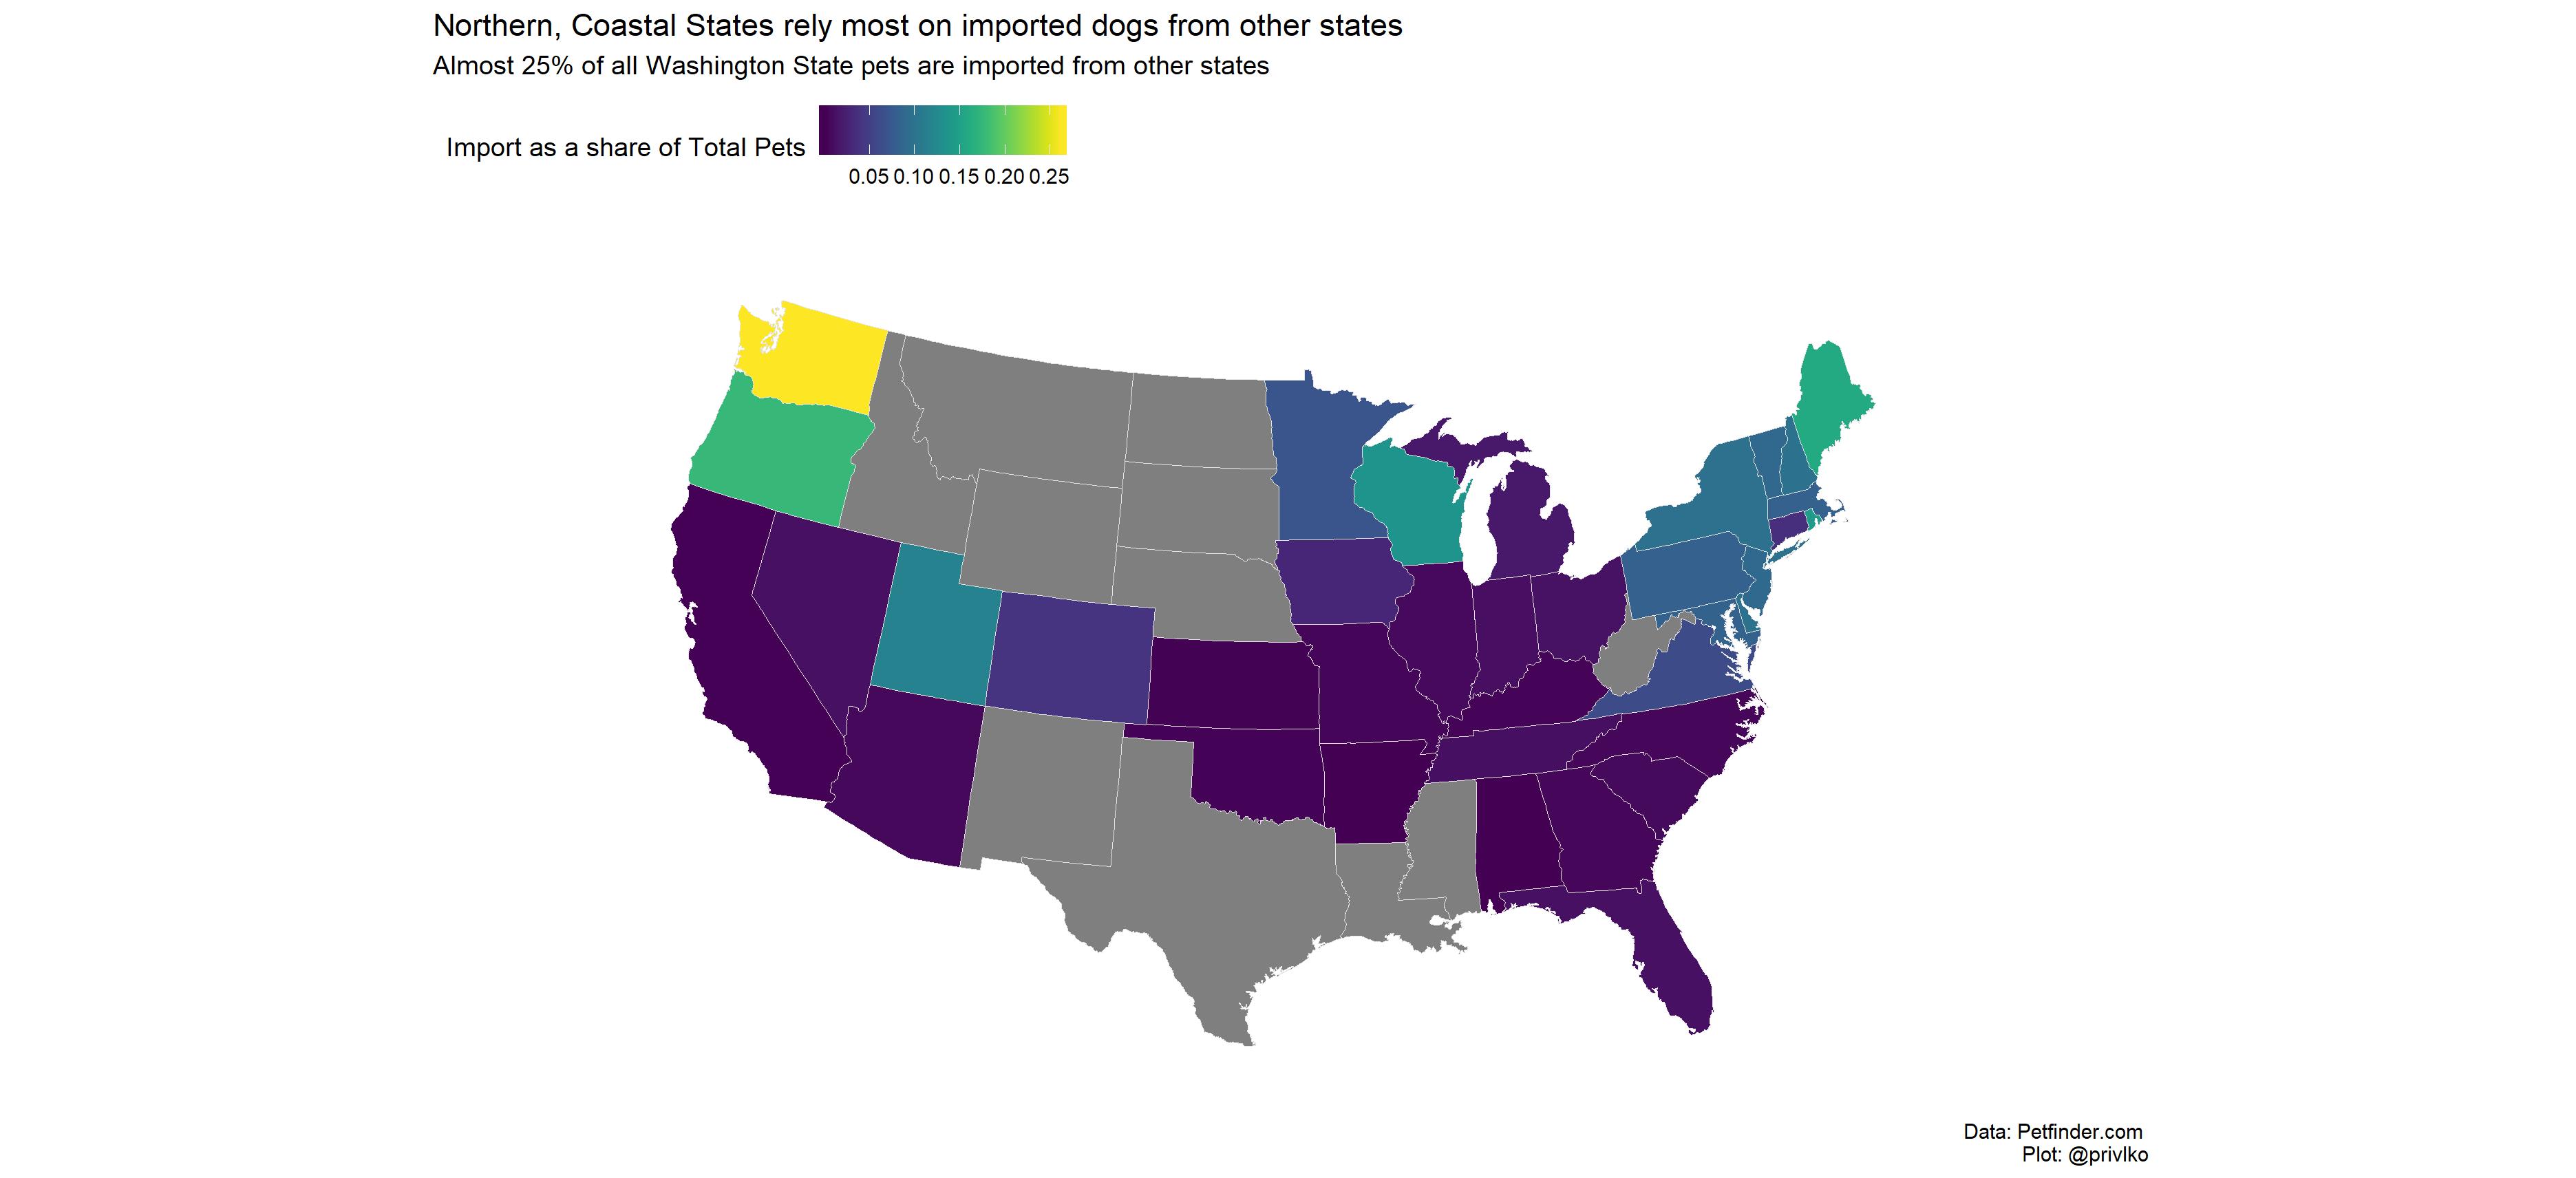 Northern, Coastal States rely most on imported dogs from other states
Almost 25% of all Washington State pets are imported from other states
Import as a share of Total Pets
0.05 0.10 0.15 0.20 0.25
Data: Petfinder.com
Plot: @privlko